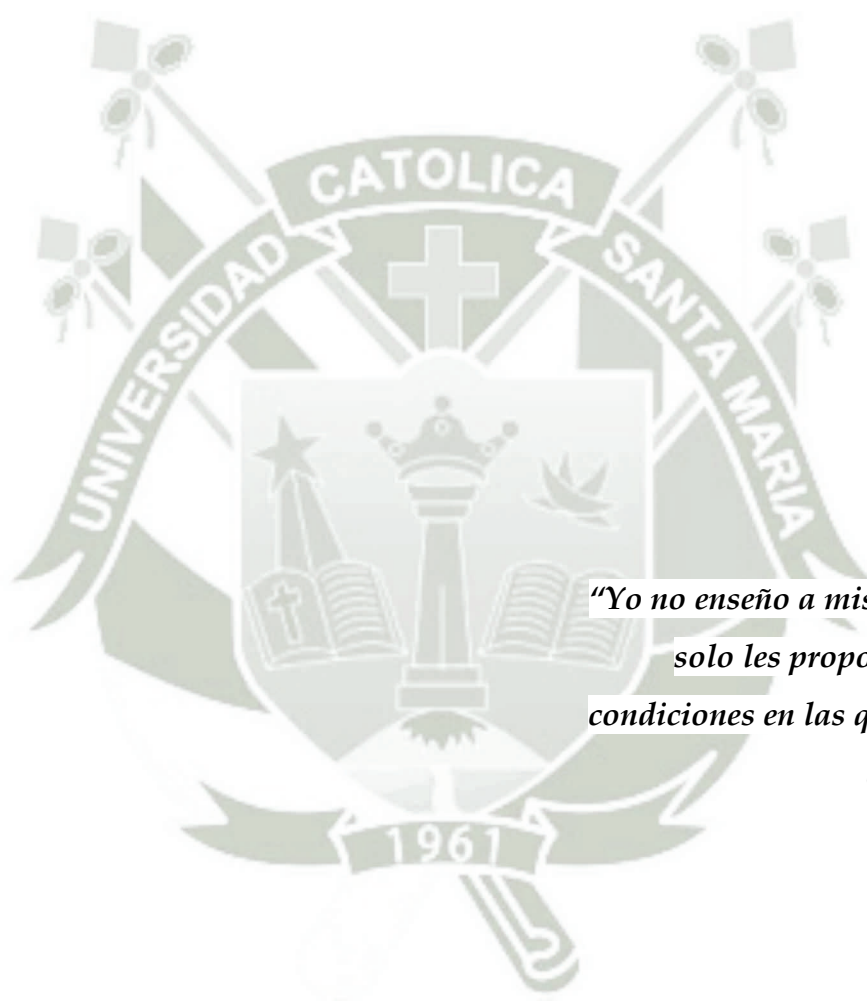 CATOLICA
UNIVERSIDAD
SANTA MARIA
“Yo no enseño a mis
solo les propo
condiciones en las q
1961